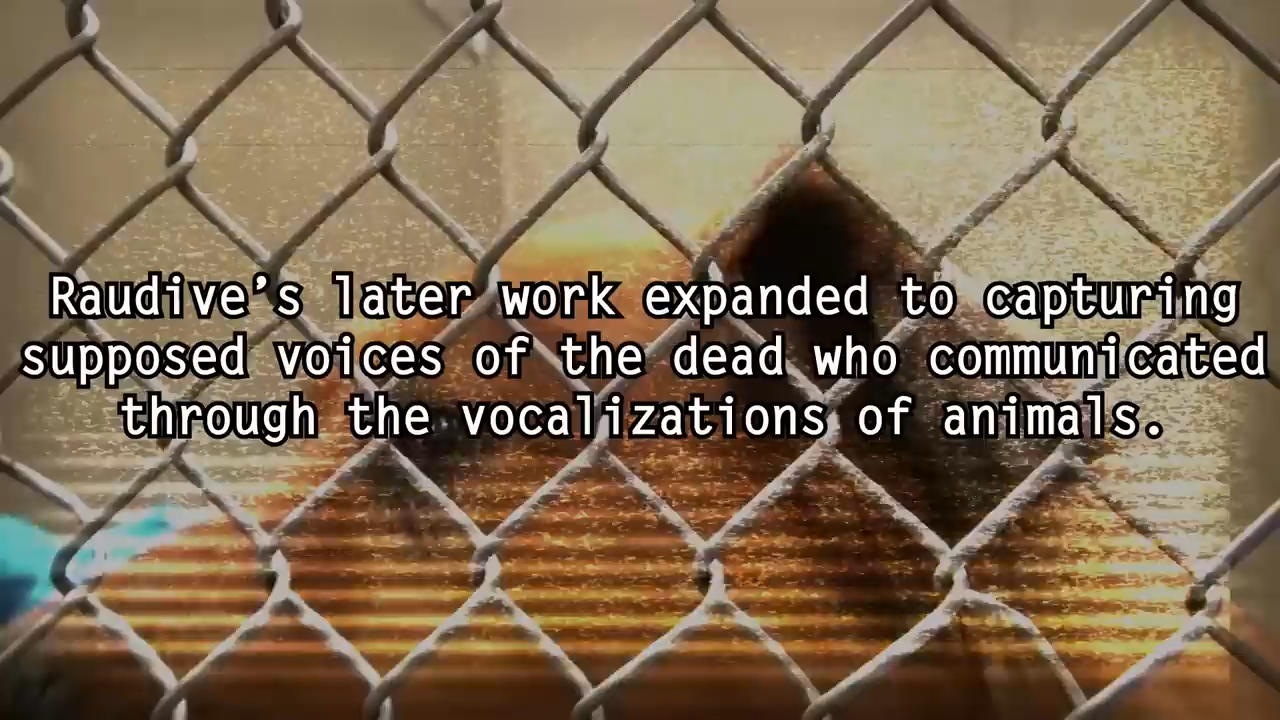 Raudive’s later work expanded to capturing
supposed voices of the dead who communicated
through the vocalizations of animals.